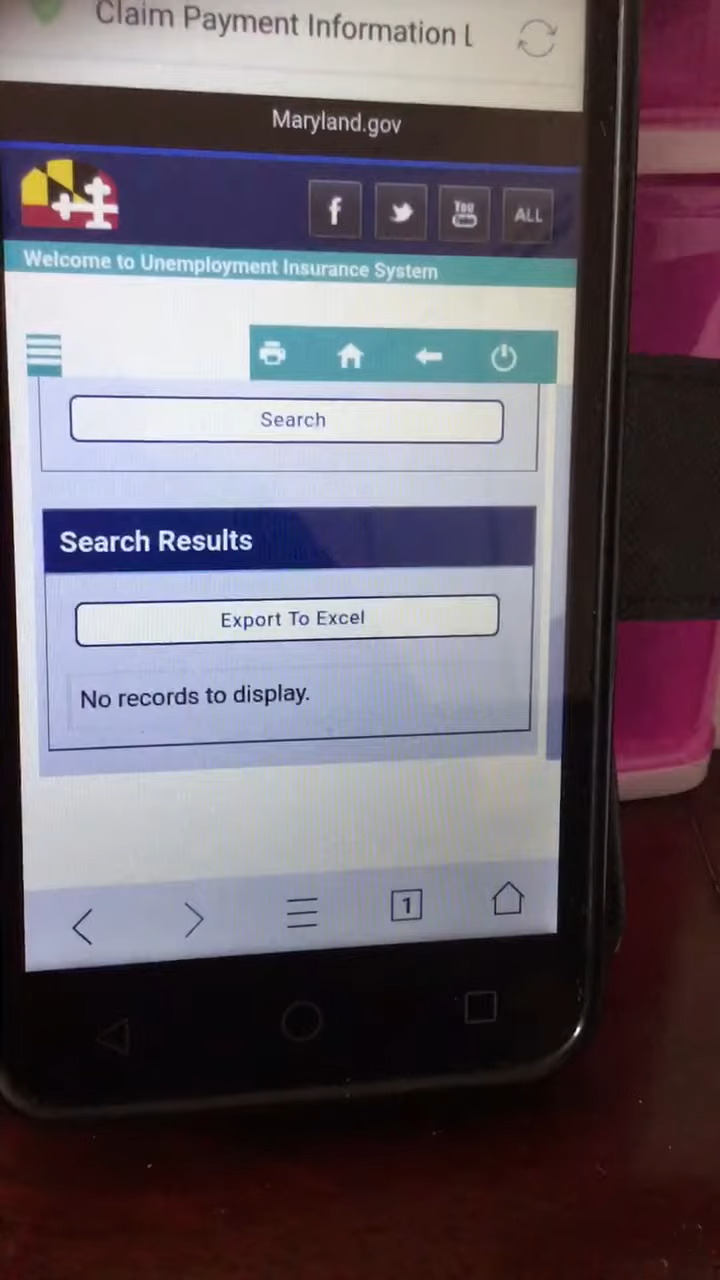 Claim Payment Information L
Maryland.gov
f
You
ALL
Welcome to Unemployment Insurance System
Search
Search Results
Export To Excel
No records to display.
1